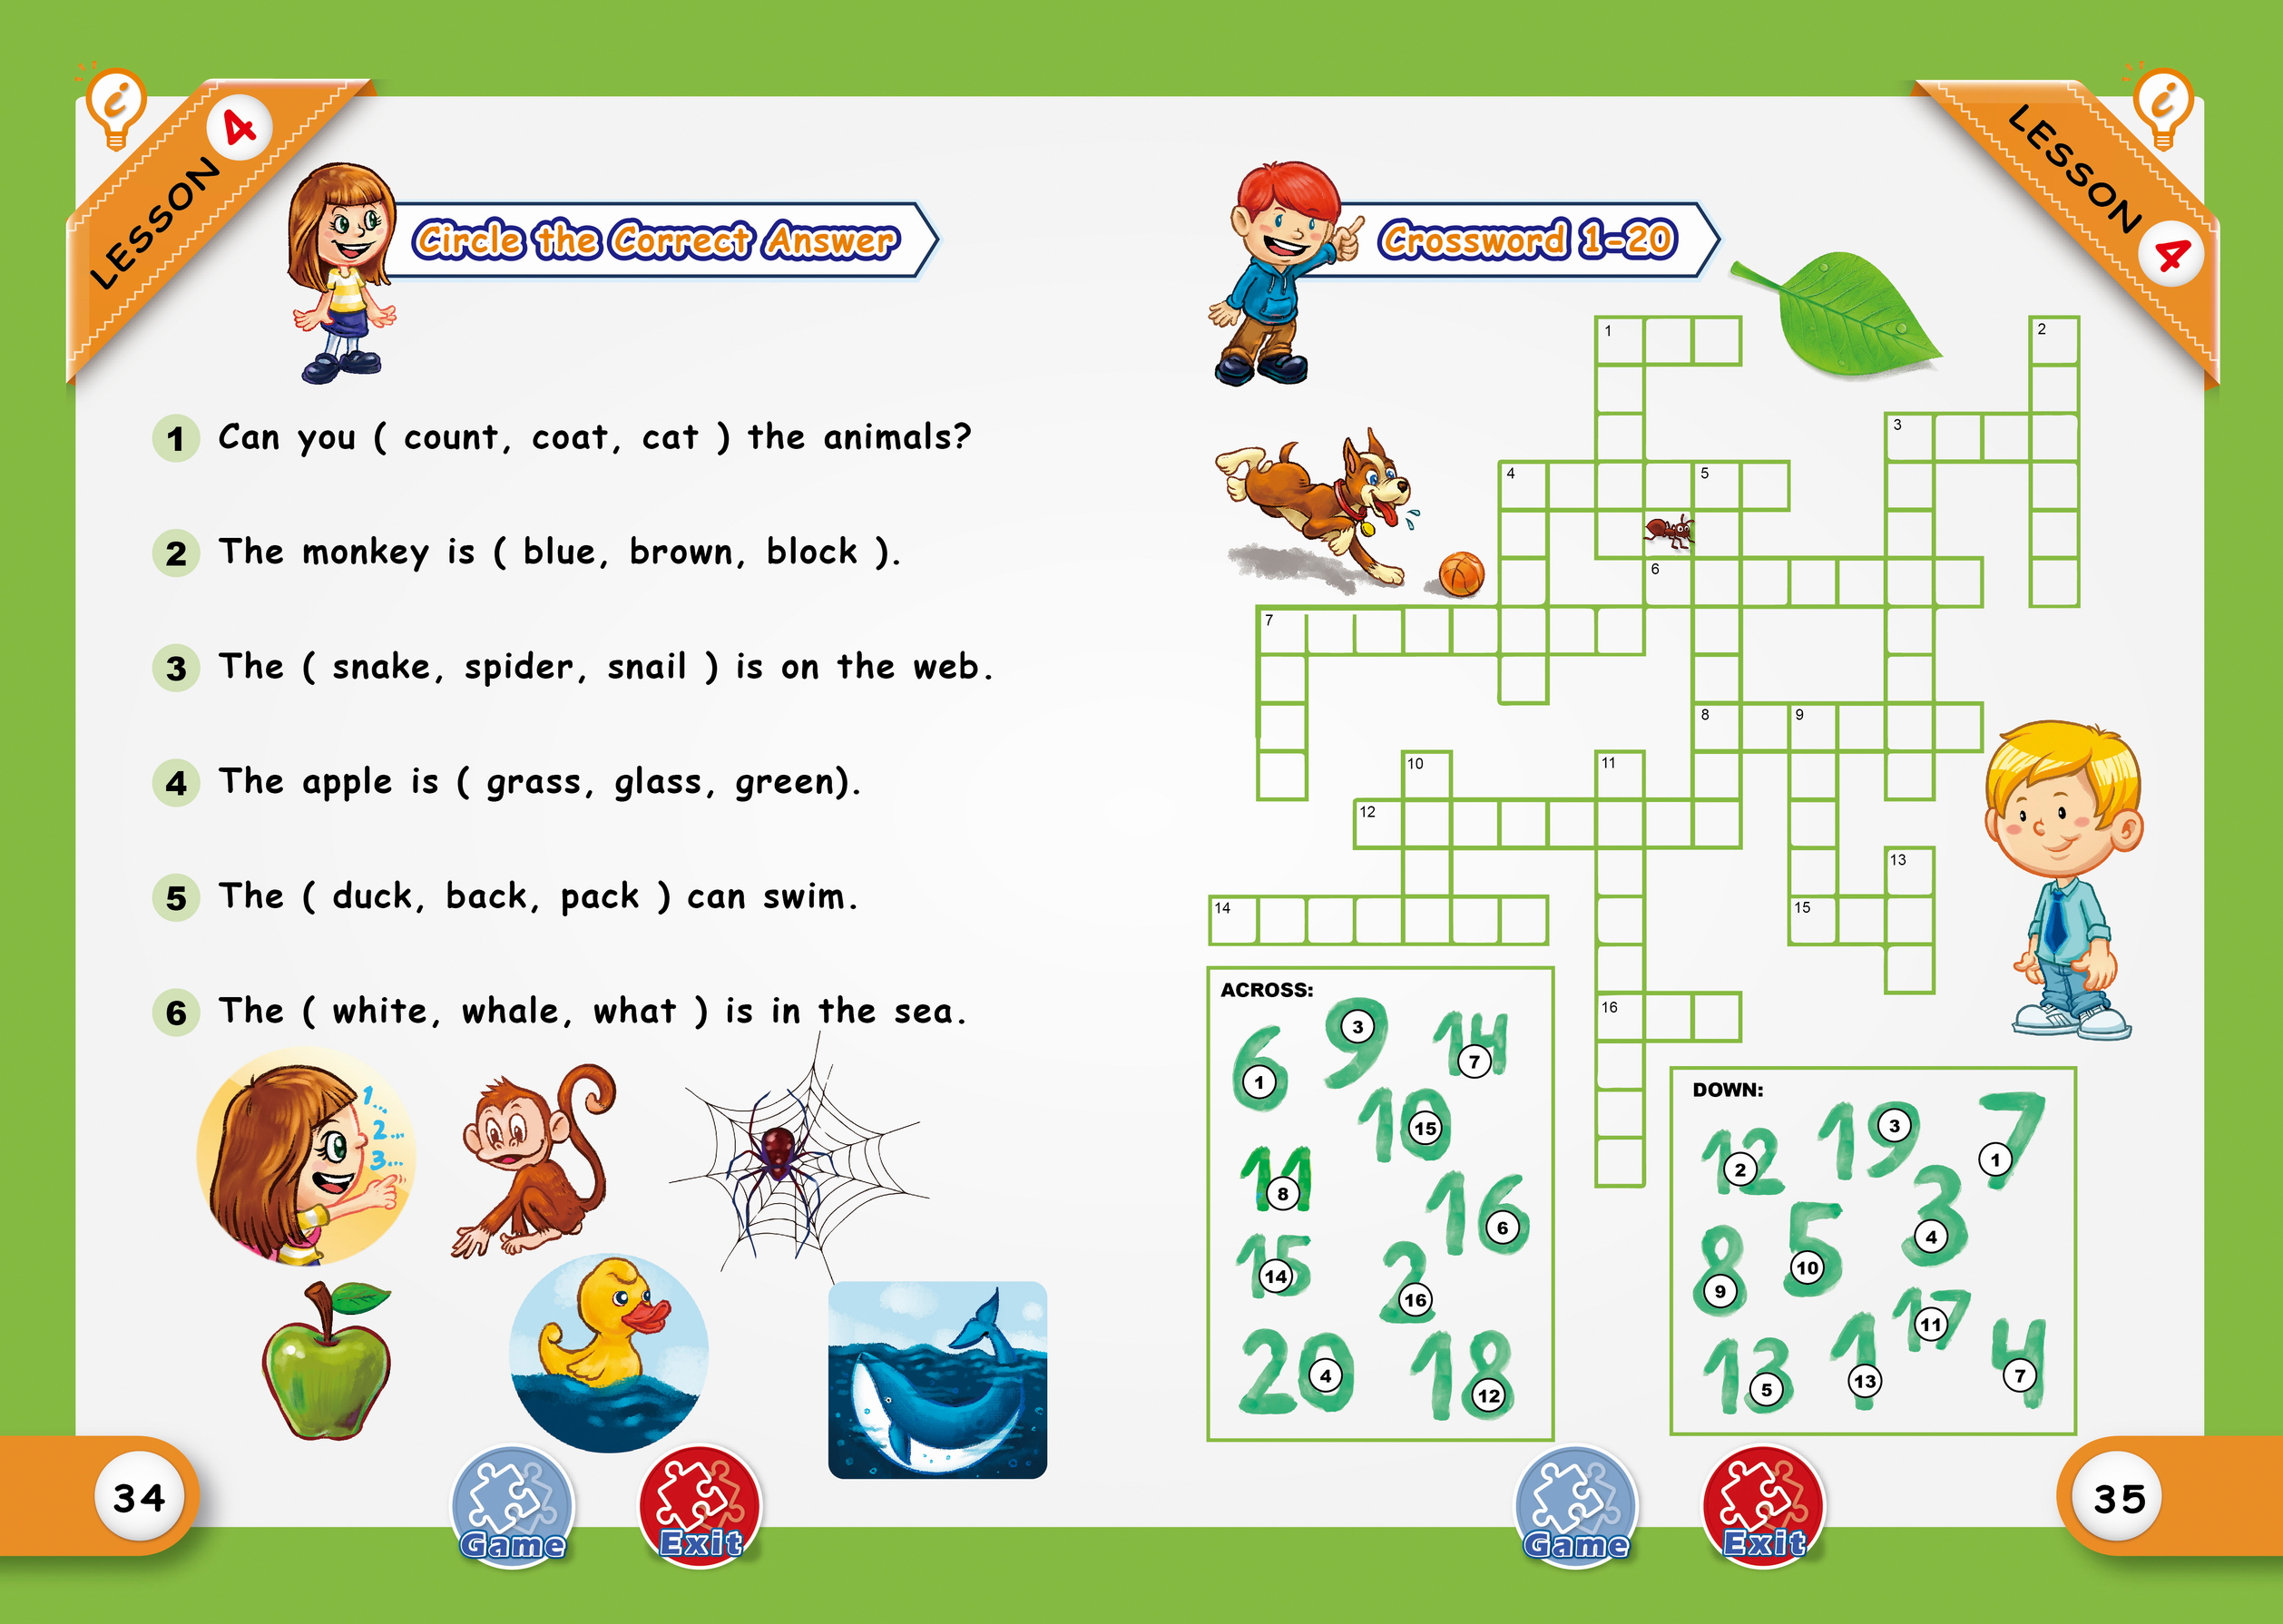 LESSON 4
Circle the Correct Answer
1 Can you ( count, coat, cat ) the animals?
2 The monkey is ( blue, brown, block ).
3 The ( snake, spider, snail ) is on the web.
4 The apple is ( grass, glass, green).
5 The ( duck, back, pack ) can swim.
6 The ( white, whale, what ) is in the sea.
1...
2...
3...
34
Game
Exit
LESSON 4
Crossword 1-20
1
2
3
4
5
6
7
8
9
10
11
12
13
14
15
16
ACROSS:
6 1
9 3
14 7
10 15
11 8
16 6
15 14
2 16
20 4
18 12
DOWN:
12 2
19 3
7 1
8 9
5 10
3 4
17 11
13 5
1 13
4 7
Game
Exit
35